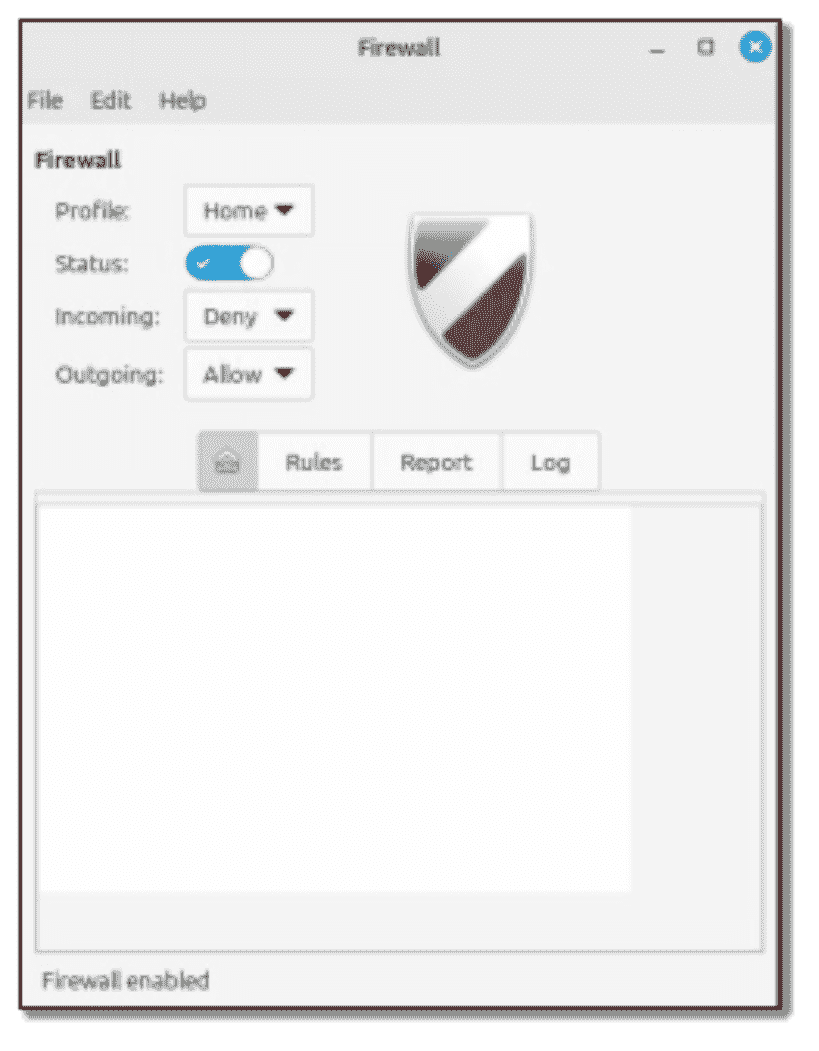 Firewall
File Edit Help
Firewall
Profile: Home
Status:
Incoming: Deny
Outgoing: Allow
Rules Report Log
Firewall enabled